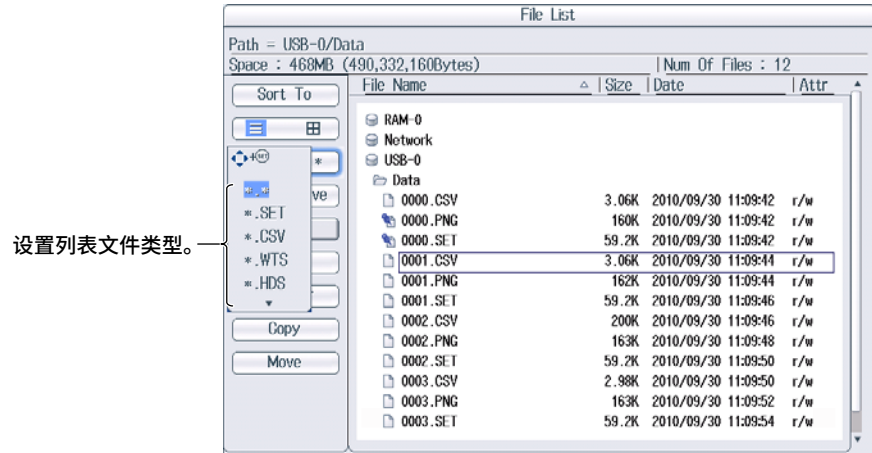 File List
Path = USB-0/Data
Space : 468MB (490,332,160Bytes) Num Of Files : 12
Sort To
File Name Size Date Attr
RAM-0
Network
USB-0
Data
0000.CSV 3.06K 2010/09/30 11:09:42 r/w
0000.PNG 160K 2010/09/30 11:09:42 r/w
0000.SET 59.2K 2010/09/30 11:09:42 r/w
0001.CSV 3.06K 2010/09/30 11:09:44 r/w
0001.PNG 162K 2010/09/30 11:09:44 r/w
0001.SET 59.2K 2010/09/30 11:09:46 r/w
0002.CSV 200K 2010/09/30 11:09:46 r/w
0002.PNG 163K 2010/09/30 11:09:48 r/w
0002.SET 59.2K 2010/09/30 11:09:50 r/w
0003.CSV 2.98K 2010/09/30 11:09:50 r/w
0003.PNG 163K 2010/09/30 11:09:52 r/w
0003.SET 59.2K 2010/09/30 11:09:54 r/w
+SET
*
ve
*.*
*.SET
*.CSV
*.WTS
*.HDS
Copy
Move
设置列表文件类型。